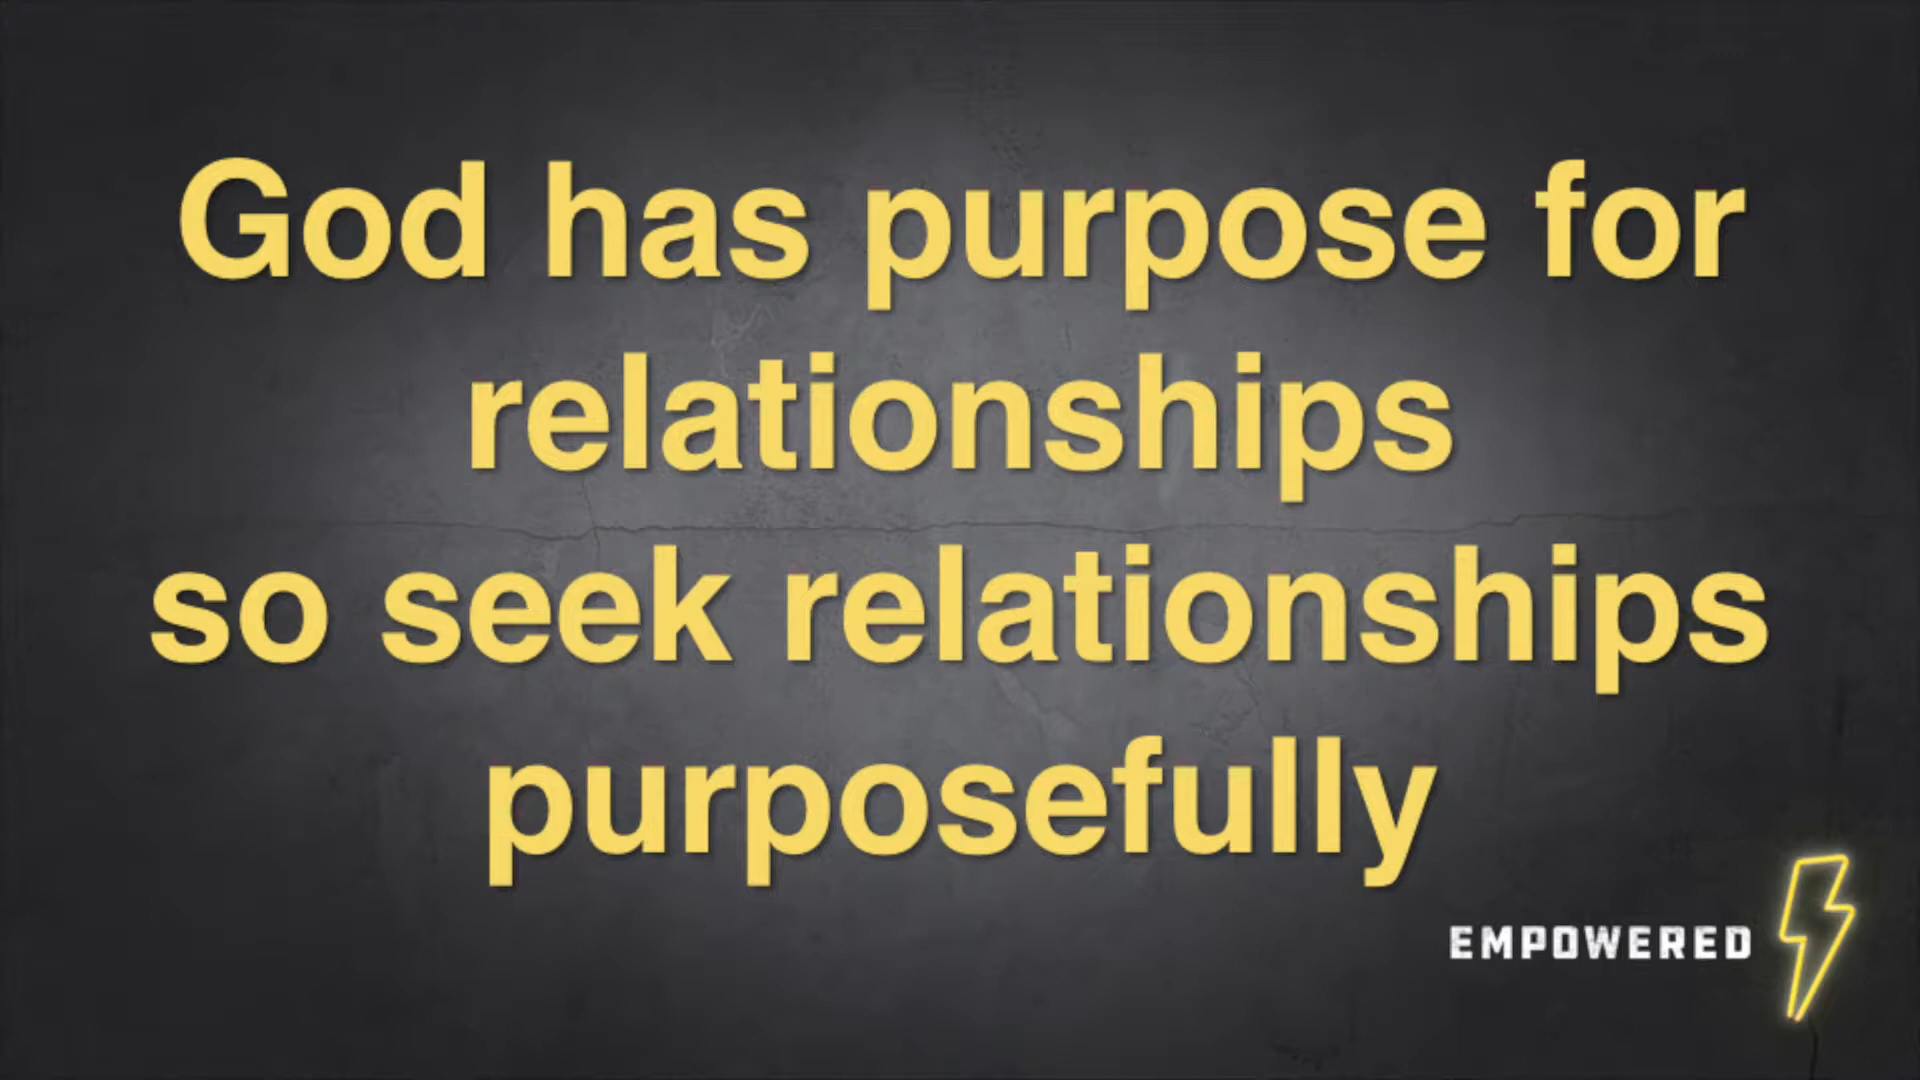 God has purpose for
relationships
so seek relationships
purposefully
EMPOWERED